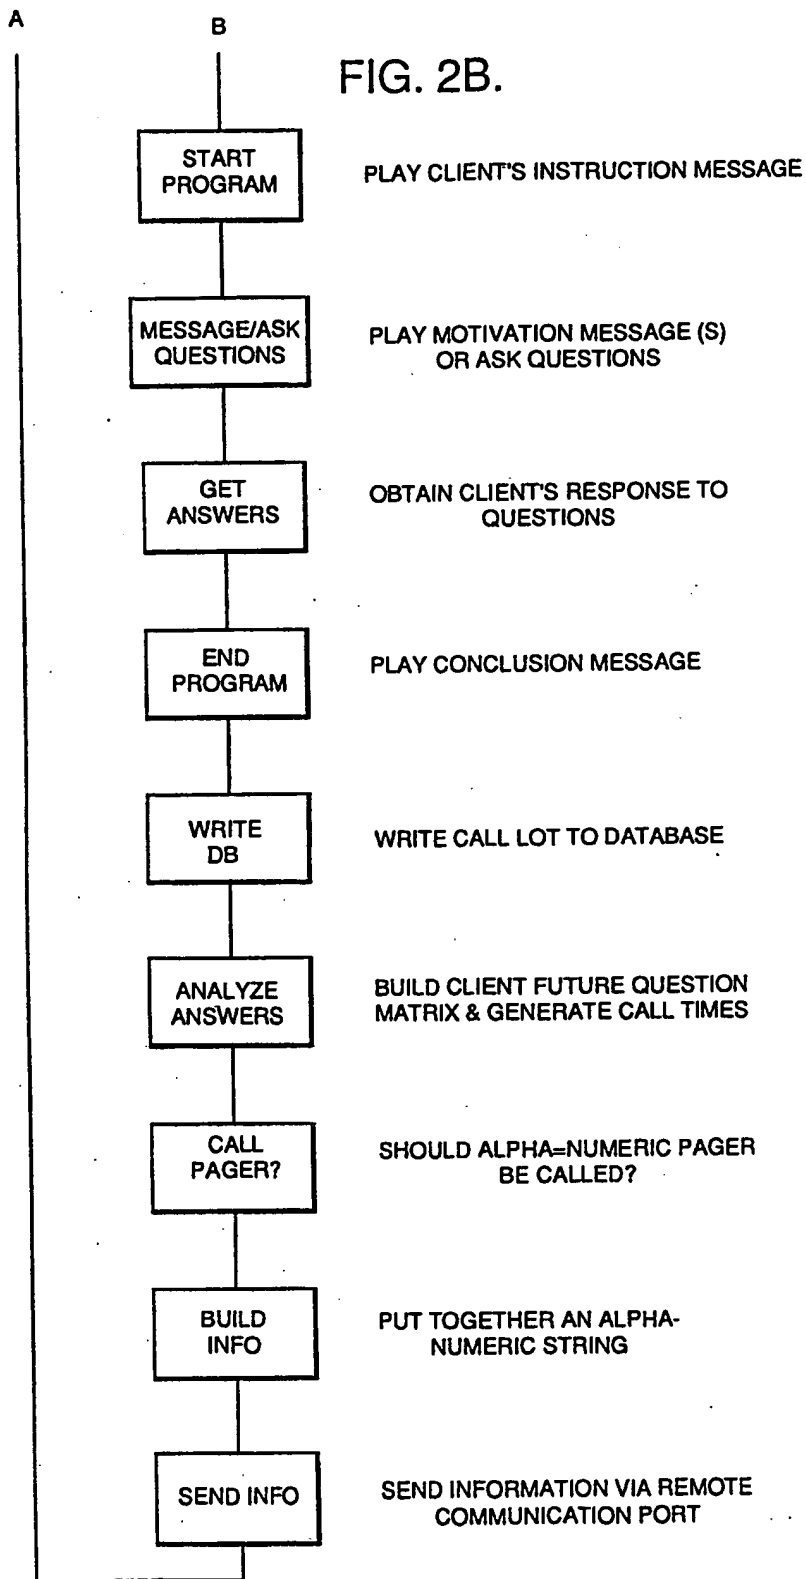 A
B
FIG. 2B.
START
PROGRAM
PLAY CLIENT'S INSTRUCTION MESSAGE
MESSAGE/ASK
QUESTIONS
PLAY MOTIVATION MESSAGE (S)
OR ASK QUESTIONS
GET
ANSWERS
OBTAIN CLIENT'S RESPONSE TO
QUESTIONS
END
PROGRAM
PLAY CONCLUSION MESSAGE
WRITE
DB
WRITE CALL LOT TO DATABASE
ANALYZE
ANSWERS
BUILD CLIENT FUTURE QUESTION
MATRIX & GENERATE CALL TIMES
CALL
PAGER?
SHOULD ALPHA=NUMERIC PAGER
BE CALLED?
BUILD
INFO
PUT TOGETHER AN ALPHA-
NUMERIC STRING
SEND INFO
SEND INFORMATION VIA REMOTE
COMMUNICATION PORT